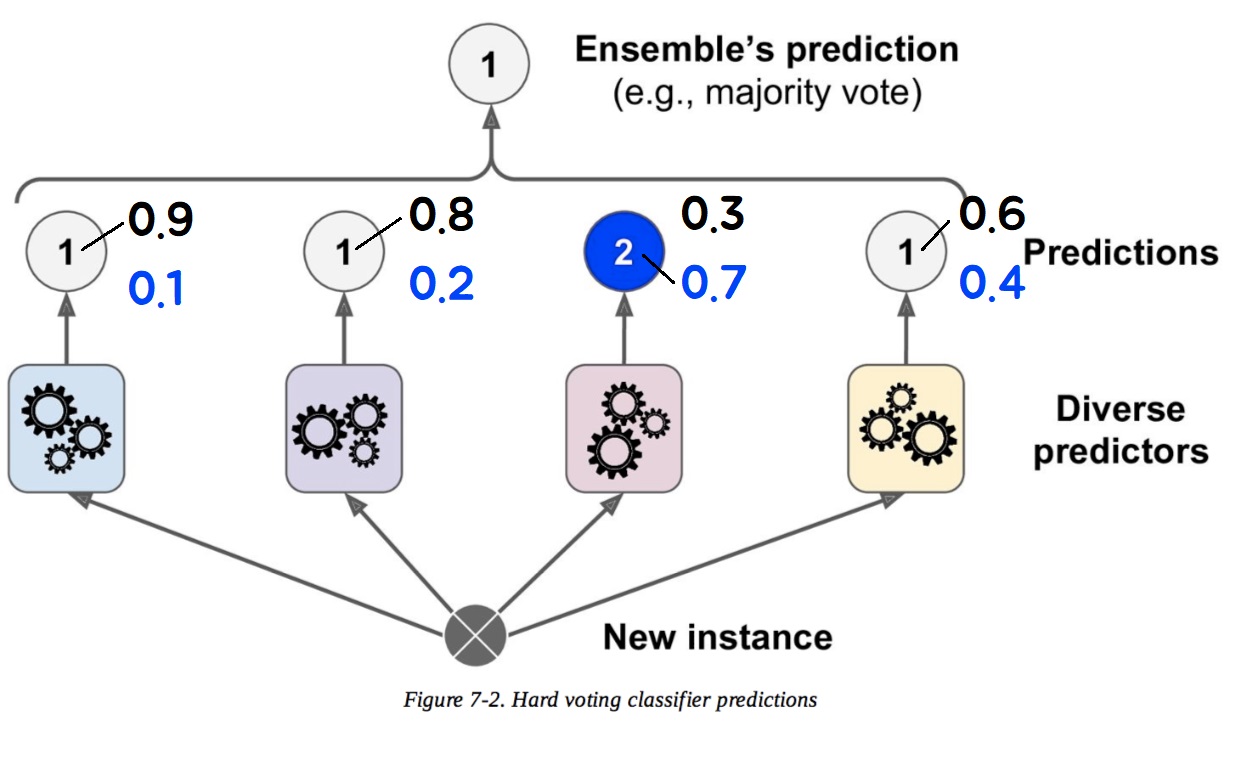 1
Ensemble's prediction
(e.g., majority vote)
1
0.9
0.1
1
0.8
0.2
2
0.3
0.7
1
0.6
0.4
Predictions
Diverse
predictors
New instance
Figure 7-2. Hard voting classifier predictions